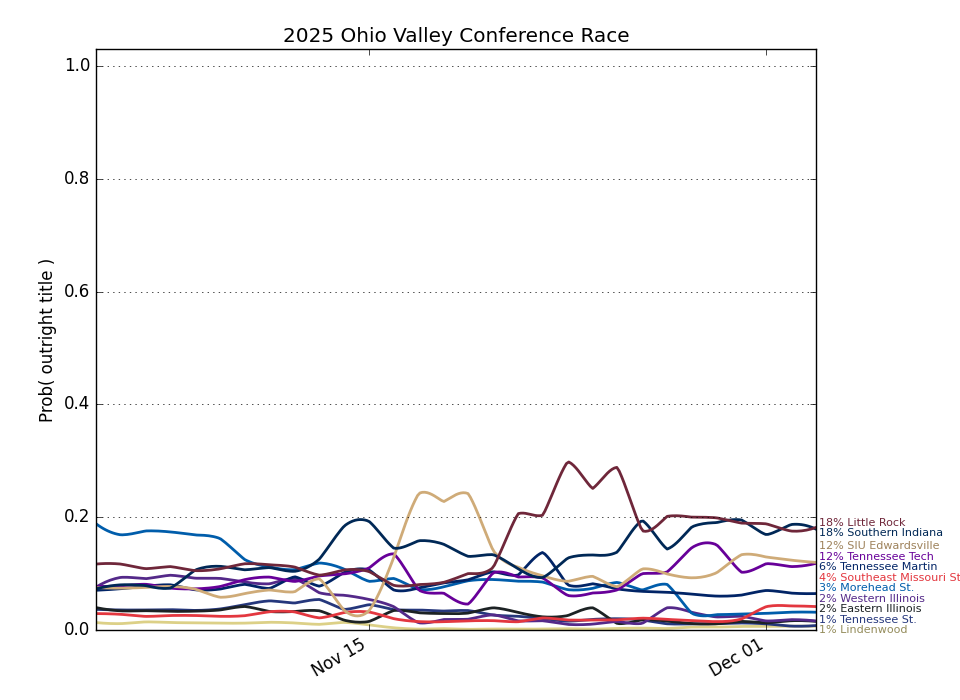 2025 Ohio Valley Conference Race
Prob( outright title )
1.0
0.8
0.6
0.4
0.2
0.0
Nov 15
Dec 01
18% Little Rock
18% Southern Indiana
12% SIU Edwardsville
12% Tennessee Tech
6% Tennessee Martin
4% Southeast Missouri St
3% Morehead St.
2% Western Illinois
2% Eastern Illinois
1% Tennessee St.
1% Lindenwood